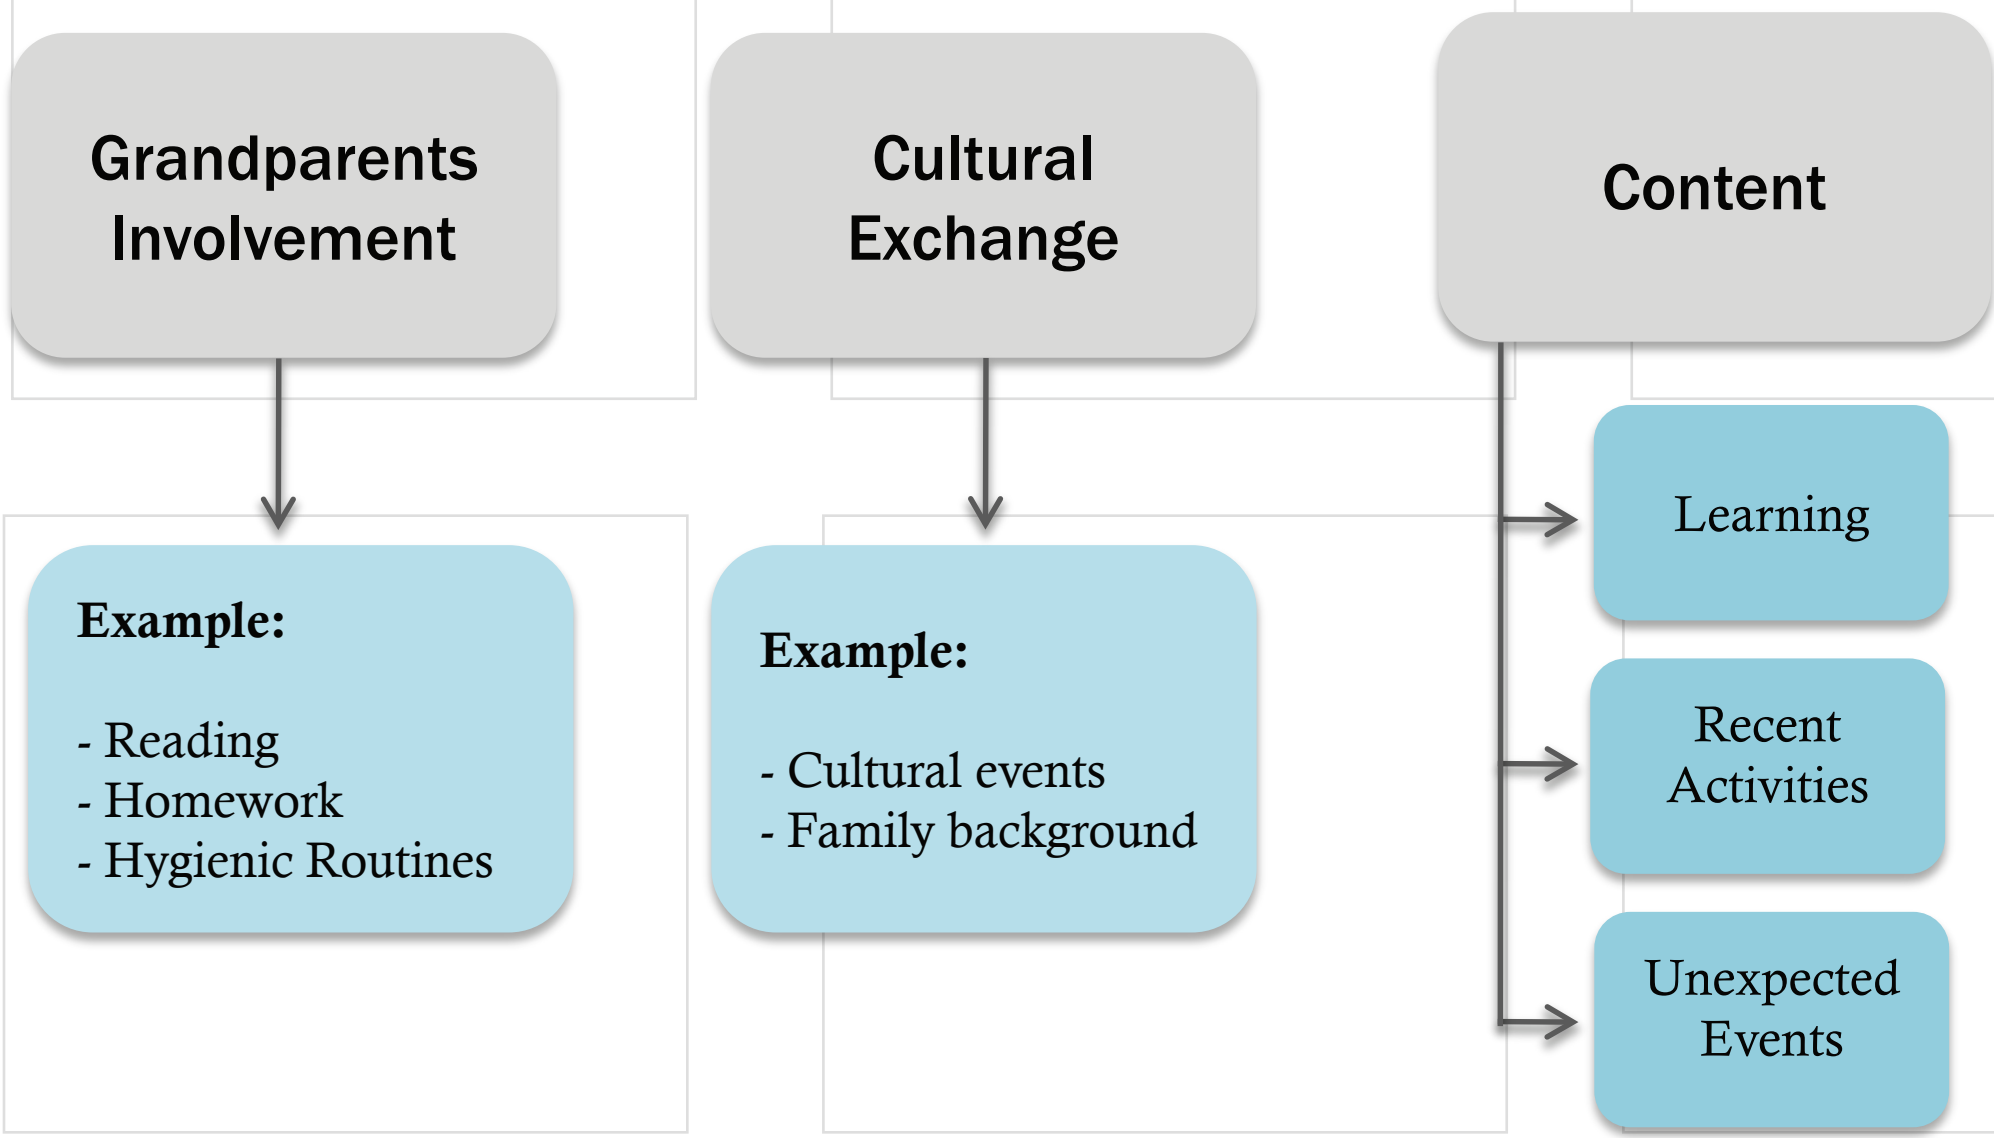 Grandparents
Involvement
Example:
- Reading
- Homework
- Hygienic Routines
Cultural
Exchange
Example:
- Cultural events
- Family background
Content
Learning
Recent
Activities
Unexpected
Events